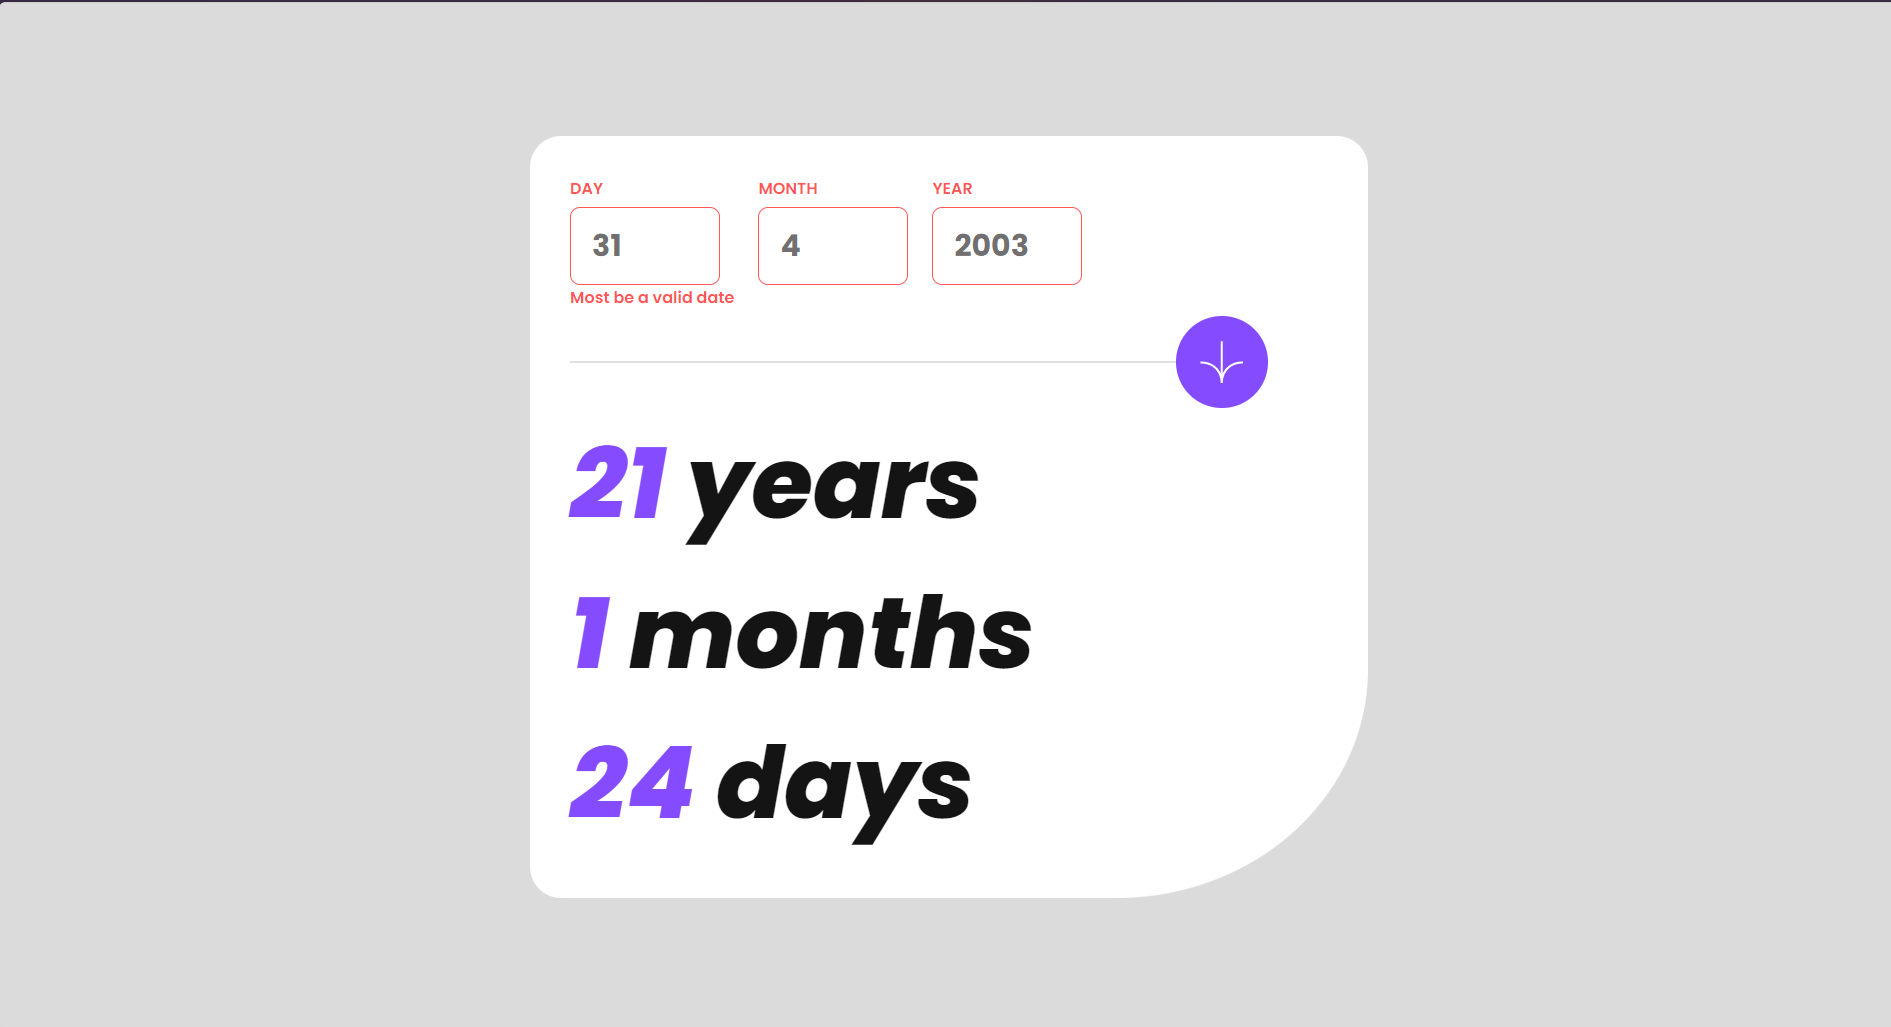 DAY MONTH YEAR
31 4 2003
Most be a valid date
21 years
1 months
24 days